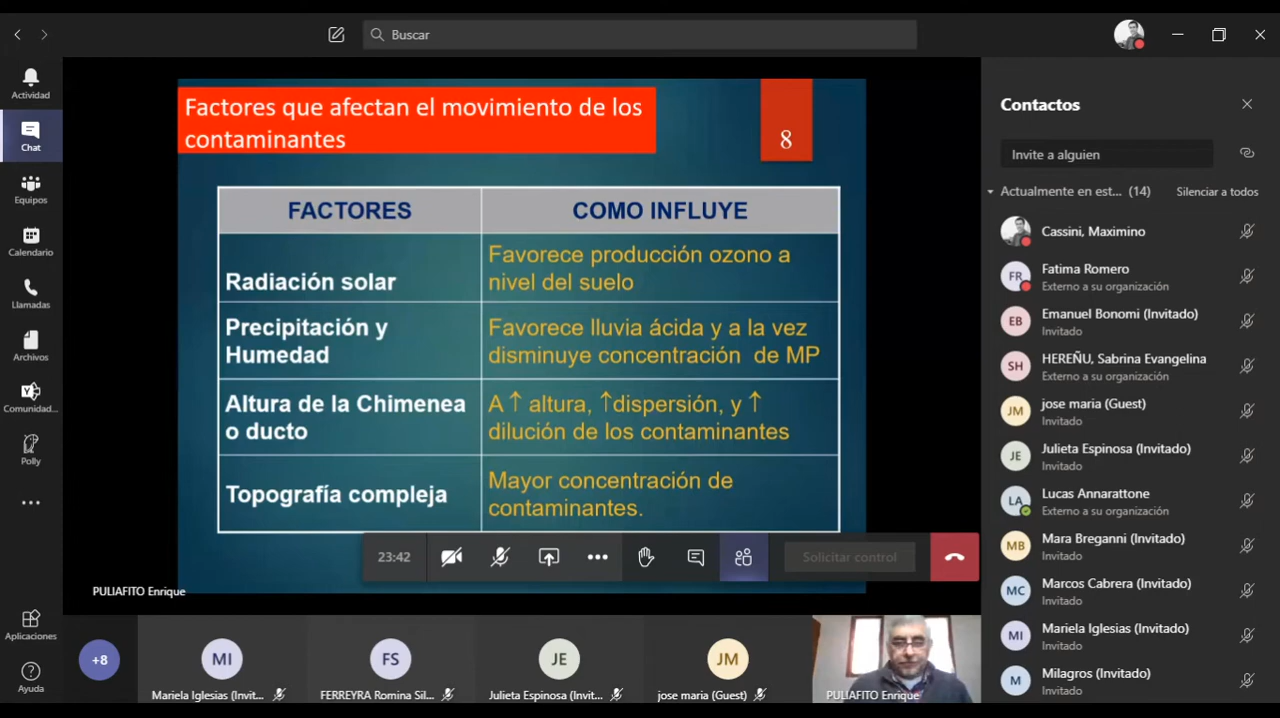 Buscar
Actividad
Chat
Equipos
Calendario
Llamadas
Archivos
Comunidad...
Polly
Aplicaciones
Ayuda
Factores que afectan el movimiento de los
contaminantes
8
FACTORES
COMO INFLUYE
Radiación solar
Favorece producción ozono a
nivel del suelo
Precipitación y
Humedad
Favorece lluvia ácida y a la vez
disminuye concentración de MP
Altura de la Chimenea
o ducto
A ↑ altura, ↑dispersión, y ↑
dilución de los contaminantes
Topografía compleja
Mayor concentración de
contaminantes.
23:42
Solicitar control
PULIAFITO Enrique
+8
MI
Mariela Iglesias (Invit...
FS
FERREYRA Romina Sil...
JE
Julieta Espinosa (Invit...
JM
jose maria (Guest)
PULIAFITO Enrique
Contactos
Invite a alguien
Actualmente en est... (14)
Silenciar a todos
Cassini, Maximino
FR
Fatima Romero
Externo a su organización
EB
Emanuel Bonomi (Invitado)
Invitado
SH
HEREÑU, Sabrina Evangelina
Externo a su organización
JM
jose maria (Guest)
Invitado
JE
Julieta Espinosa (Invitado)
Invitado
LA
Lucas Annarattone
Externo a su organización
MB
Mara Breganni (Invitado)
Invitado
MC
Marcos Cabrera (Invitado)
Invitado
MI
Mariela Iglesias (Invitado)
Invitado
M
Milagros (Invitado)
Invitado